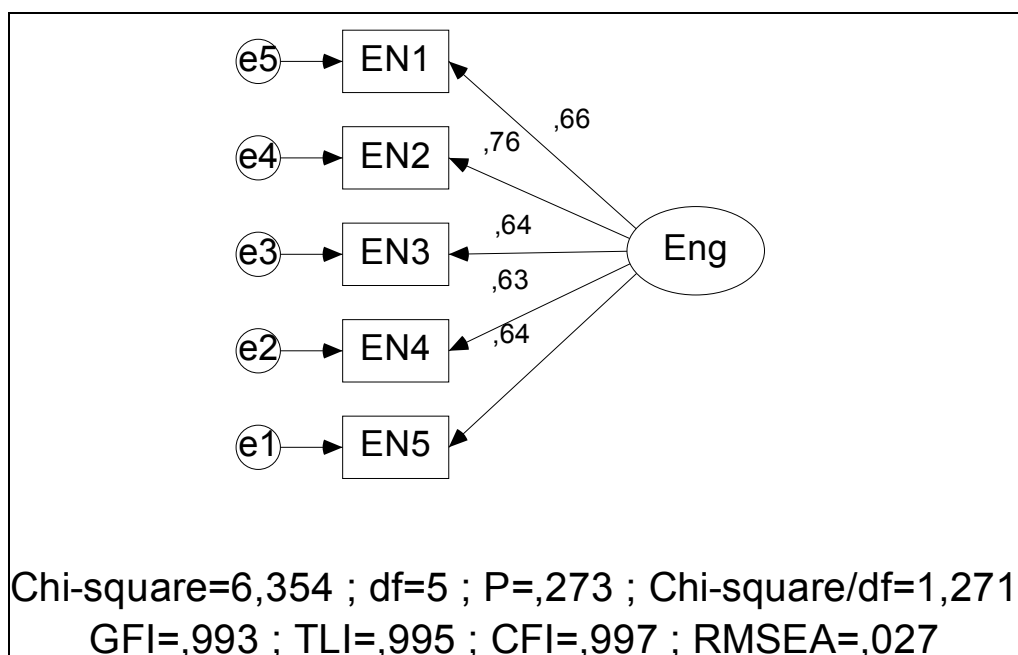 e5
EN1
,66
e4
EN2
,76
e3
EN3
,64
Eng
,63
e2
EN4
,64
e1
EN5
Chi-square=6,354 ; df=5 ; P=,273 ; Chi-square/df=1,271
GFI=,993 ; TLI=,995 ; CFI=,997 ; RMSEA=,027